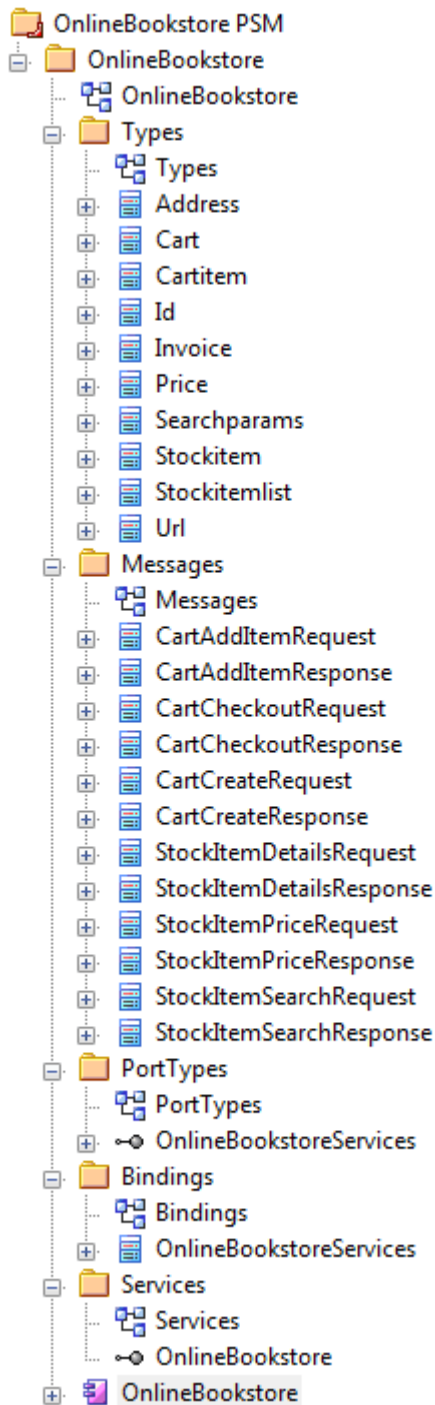 OnlineBookstore PSM
OnlineBookstore
OnlineBookstore
Types
Types
Address
Cart
Cartitem
Id
Invoice
Price
Searchparams
Stockitem
Stockitemlist
Url
Messages
Messages
CartAddItemRequest
CartAddItemResponse
CartCheckoutRequest
CartCheckoutResponse
CartCreateRequest
CartCreateResponse
StockItemDetailsRequest
StockItemDetailsResponse
StockItemPriceRequest
StockItemPriceResponse
StockItemSearchRequest
StockItemSearchResponse
PortTypes
PortTypes
OnlineBookstoreServices
Bindings
Bindings
OnlineBookstoreServices
Services
Services
OnlineBookstore
OnlineBookstore